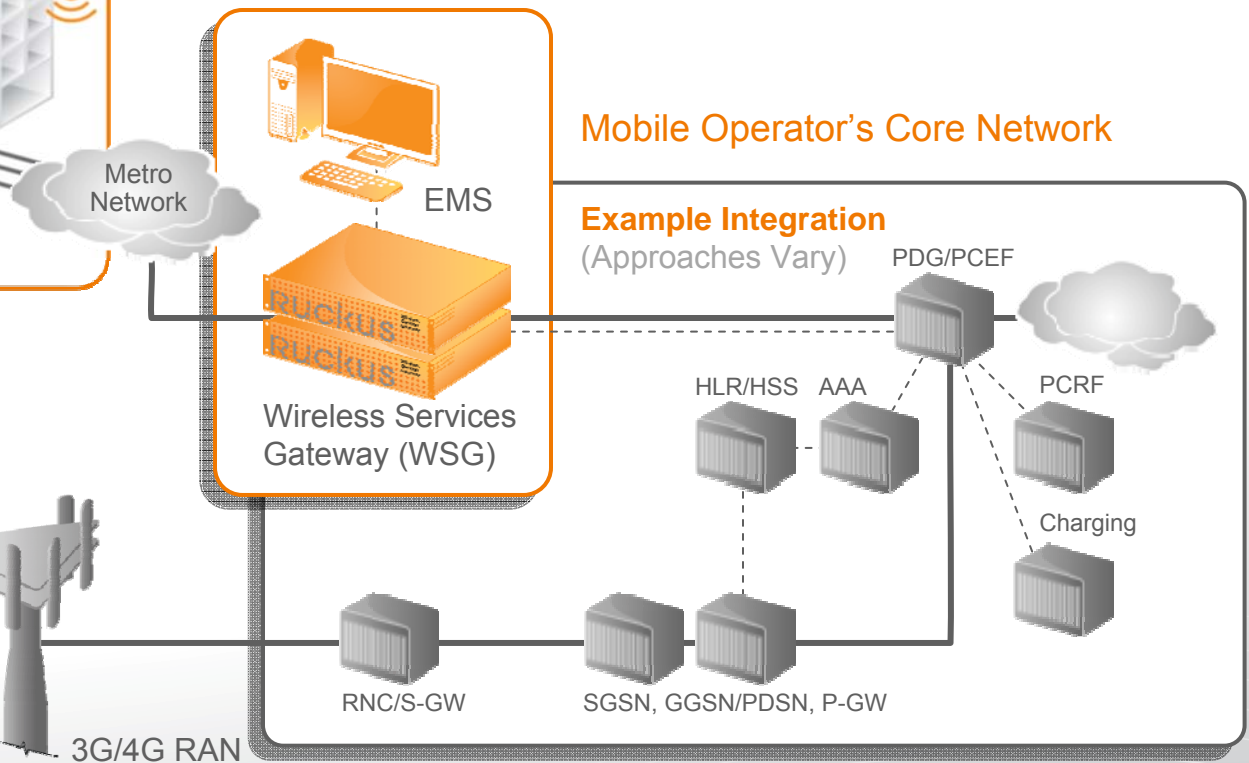 Metro
Network
EMS
Ruckus
Ruckus
Wireless Services
Gateway (WSG)
Mobile Operator’s Core Network
Example Integration
(Approaches Vary)
PDG/PCEF
HLR/HSS
AAA
PCRF
Charging
RNC/S-GW
SGSN, GGSN/PDSN, P-GW
3G/4G RAN